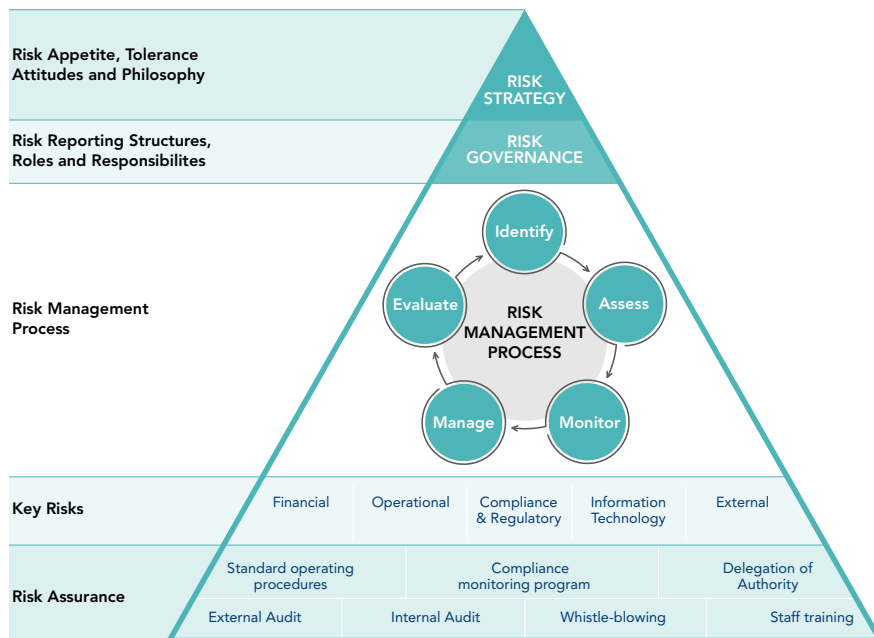 Risk Appetite, Tolerance
Attitudes and Philosophy
RISK
STRATEGY
Risk Reporting Structures,
Roles and Responsibilites
RISK
GOVERNANCE
Risk Management
Process
Identify
Assess
Monitor
Manage
Evaluate
RISK
MANAGEMENT
PROCESS
Key Risks
Financial
Operational
Compliance
& Regulatory
Information
Technology
External
Risk Assurance
Standard operating
procedures
Compliance
monitoring program
Delegation of
Authority
External Audit
Internal Audit
Whistle-blowing
Staff training